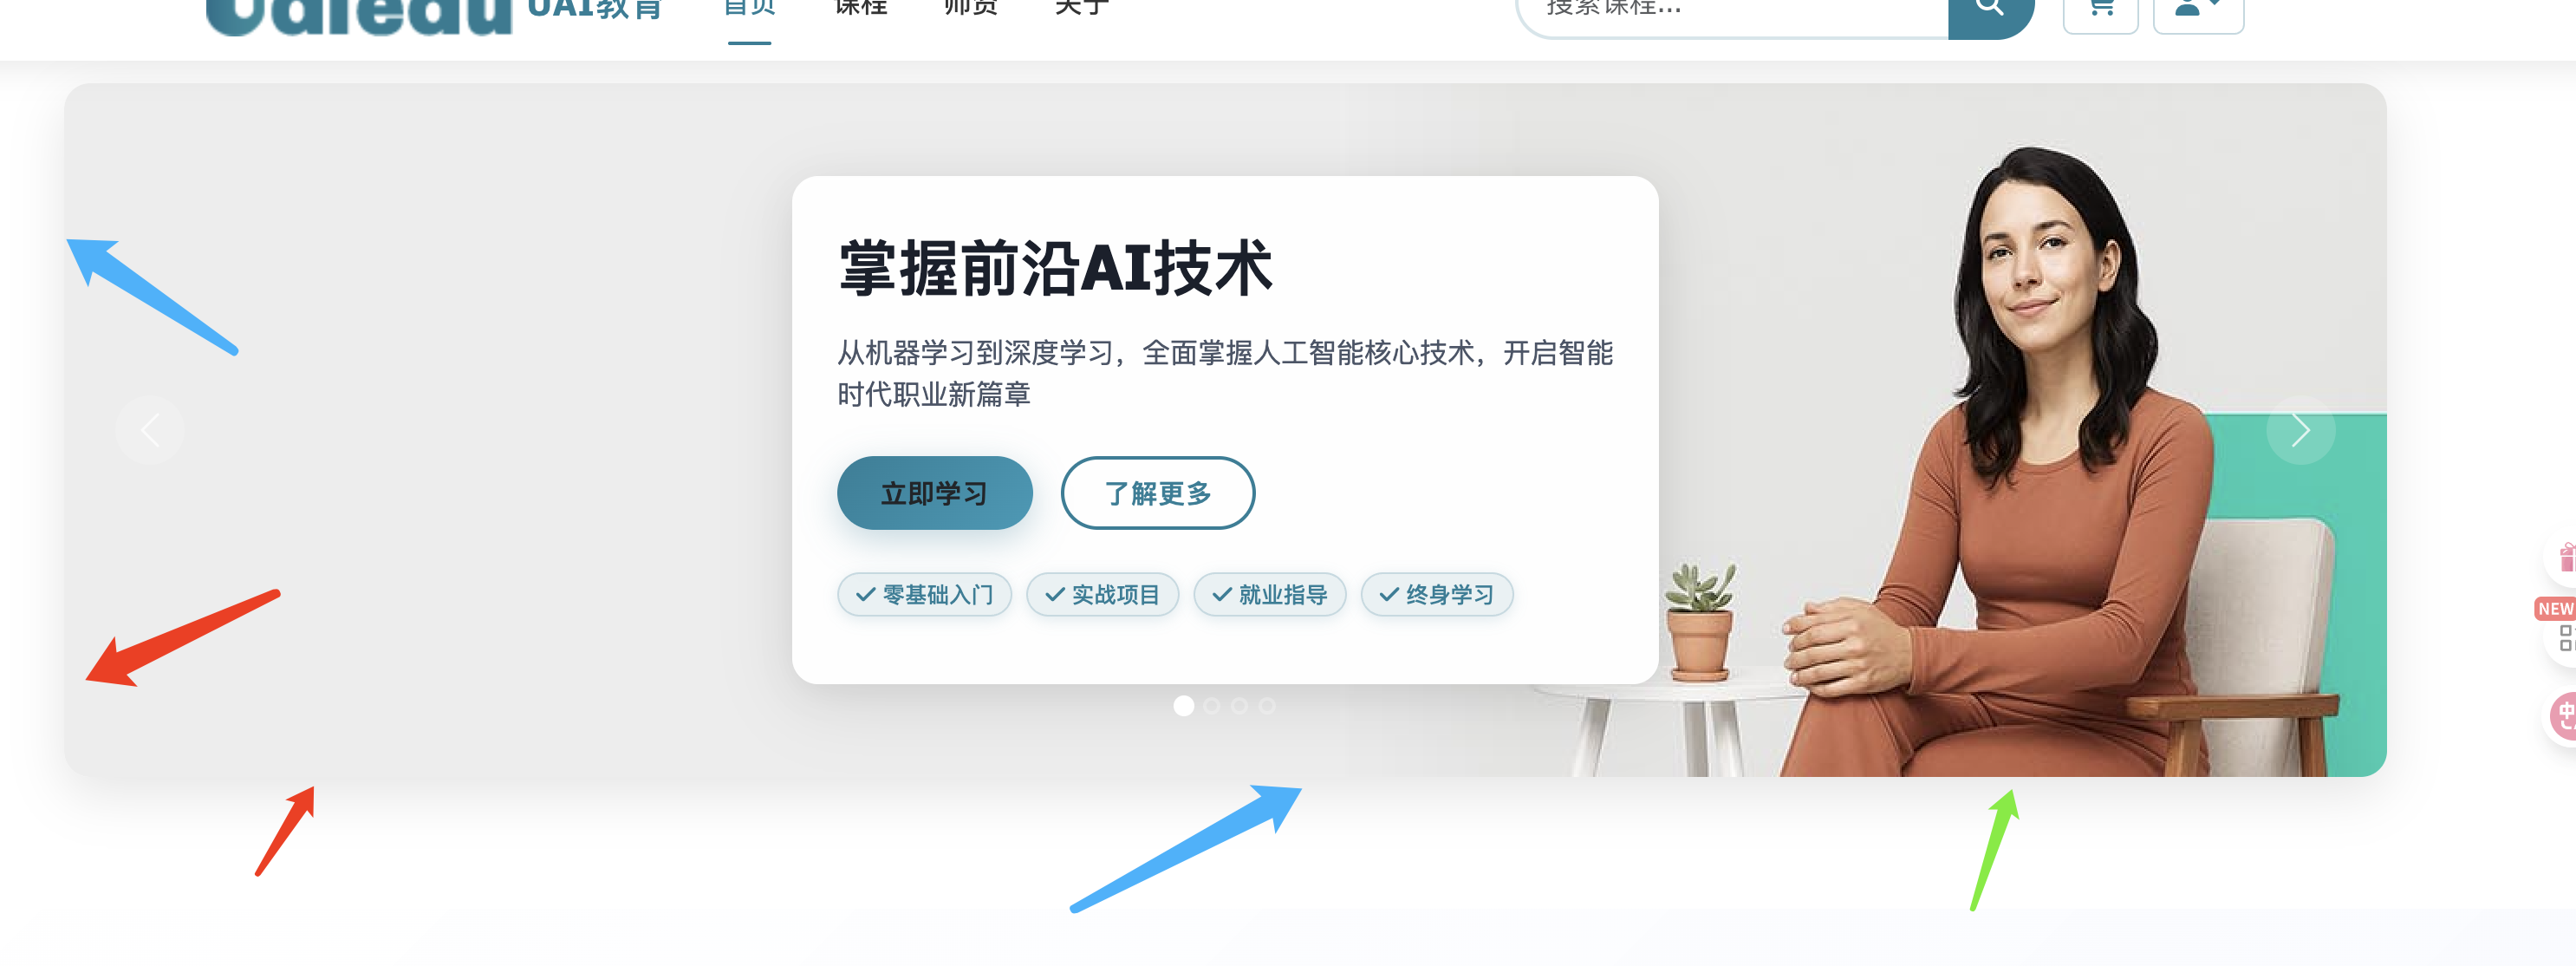 Uaiedu UAI教育 首页 课程 师资 关于 搜索课程...
掌握前沿AI技术
从机器学习到深度学习，全面掌握人工智能核心技术，开启智能
时代职业新篇章
立即学习 了解更多
零基础入门 实战项目 就业指导 终身学习
NEW
中